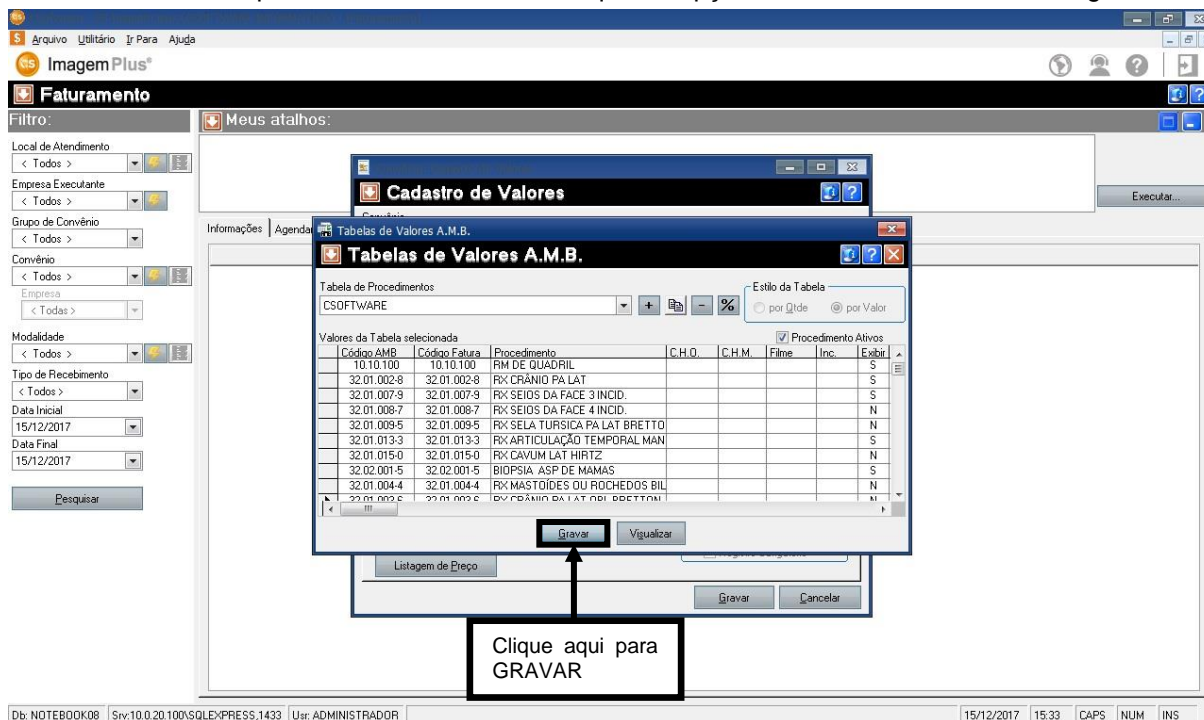 Arquivo Utilitário Ir Para Ajuda
ImagemPlus®
Faturamento
Filtro:
Meus atalhos:
Local de Atendimento
< Todos >
Empresa Executante
< Todos >
Grupo de Convênio
< Todos >
Convênio
< Todos >
Empresa
< Todas >
Modalidade
< Todos >
Tipo de Recebimento
< Todos >
Data Inicial
15/12/2017
Data Final
15/12/2017
Pesquisar
Executar...
Informações
Cadastro de Valores
Tabelas de Valores A.M.B.
Tabelas de Valores A.M.B.
Tabela de Procedimentos
CSOFTWARE
Estilo da Tabela
por Qtde por Valor
Valores da Tabela selecionada
Procedimento Ativos
Código AMB Código Fatura Procedimento C.H.O. C.H.M. Filme Inc. Exibir
10.10.100 10.10.100 RM DE QUADRIL S
32.01.002-8 32.01.002-8 RX CRÂNIO PA LAT S
32.01.007-9 32.01.007-9 RX SEIOS DA FACE 3 INCID. S
32.01.008-7 32.01.008-7 RX SEIOS DA FACE 4 INCID. N
32.01.009-5 32.01.009-5 RX SELA TURSICA PA LAT BRETTO N
32.01.013-3 32.01.013-3 RX ARTICULAÇÃO TEMPORAL MAN S
32.01.015-0 32.01.015-0 RX CAVUM LAT HIRTZ N
32.02.001-5 32.02.001-5 BIOPSIA ASP DE MAMAS S
32.01.004-4 32.01.004-4 RX MASTOÍDES OU ROCHEDOS BIL N
Gravar Visualizar
Listagem de Preço
Gravar Cancelar
Clique aqui para
GRAVAR
Db: NOTEBOOK08 Srv:10.0.20.100\SQLEXPRESS,1433 Usr: ADMINISTRADOR 15/12/2017 15:33 CAPS NUM INS